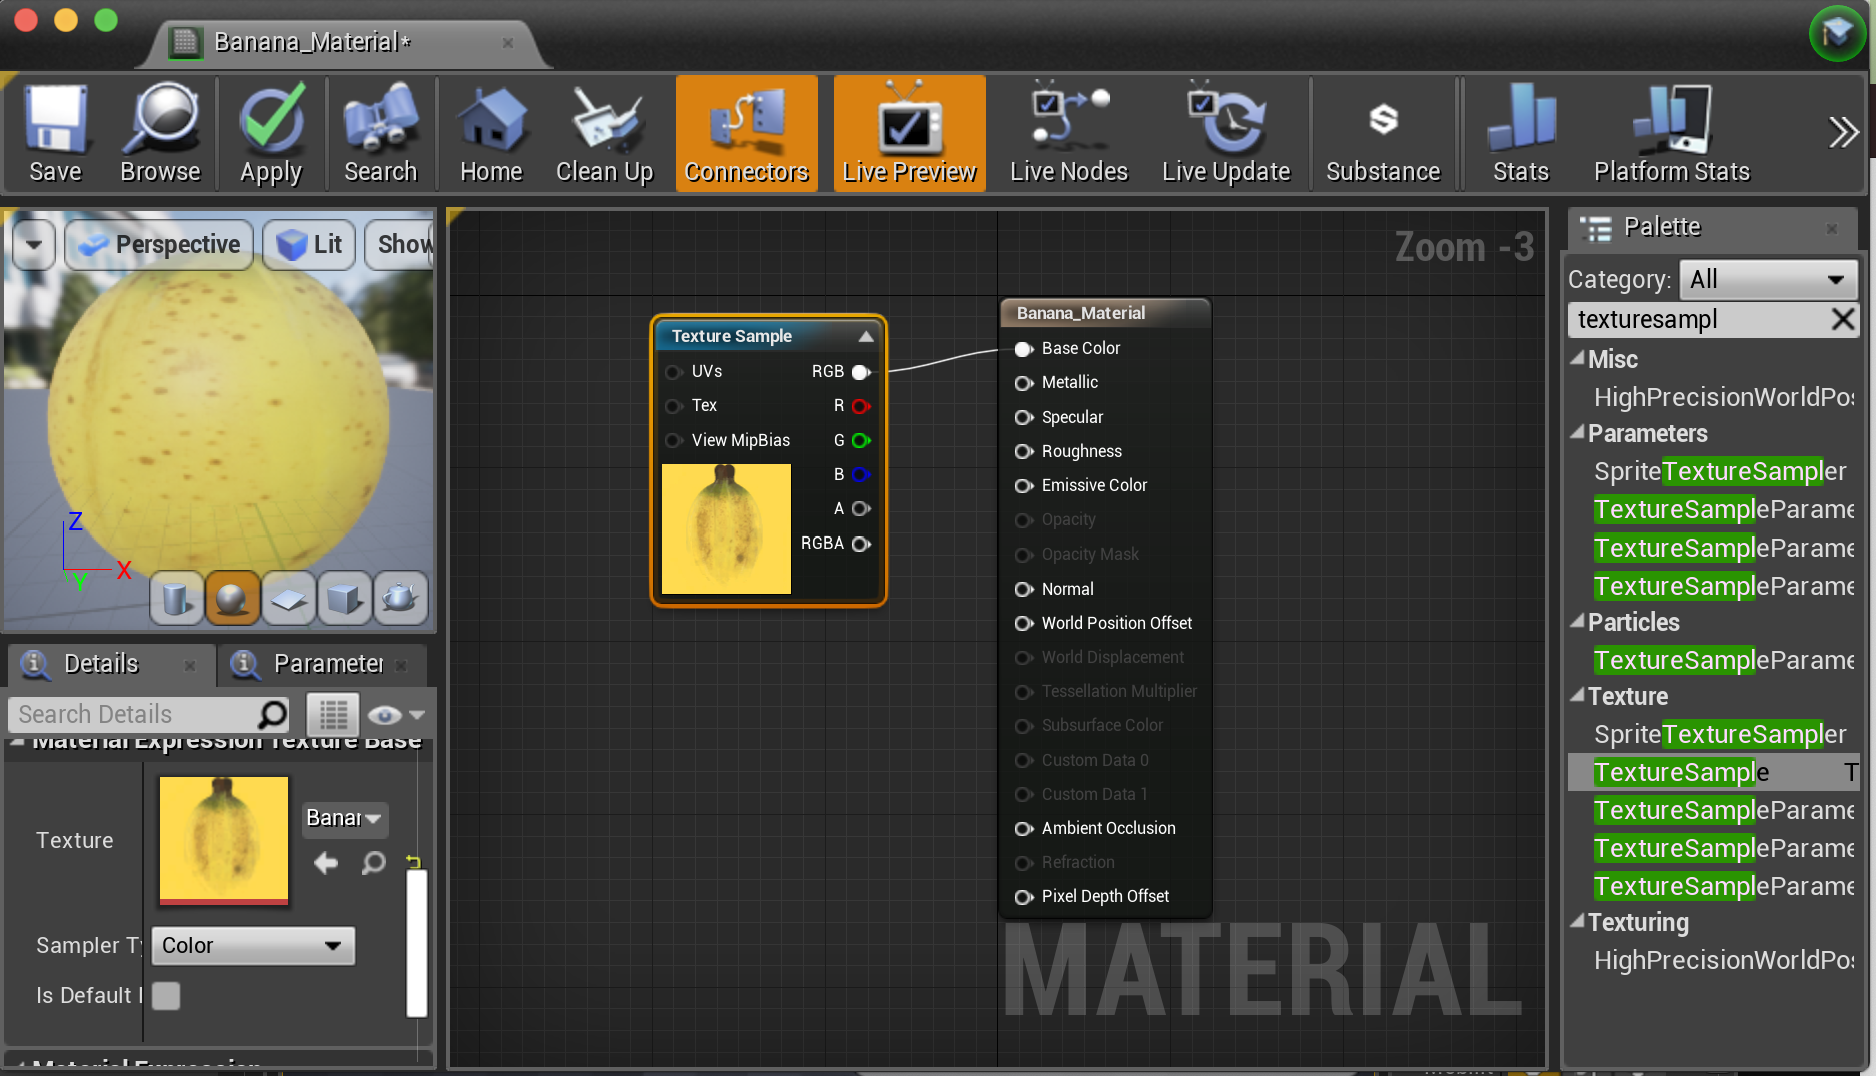 Banana_Material*
Save
Browse
Apply
Search
Home
Clean Up
Connectors
Live Preview
Live Nodes
Live Update
Substance
Stats
Platform Stats
Perspective
Lit
Show
Z
X
Y
Details
Parameter
Search Details
Material Expression Texture Base
Texture
Banar
Sampler Ty
Color
Is Default
Material Expression
Zoom -3
Texture Sample
UVs
RGB
Tex
R
View MipBias
G
B
A
RGBA
Banana_Material
Base Color
Metallic
Specular
Roughness
Emissive Color
Opacity
Opacity Mask
Normal
World Position Offset
World Displacement
Tessellation Multiplier
Subsurface Color
Custom Data 0
Custom Data 1
Ambient Occlusion
Refraction
Pixel Depth Offset
MATERIAL
Palette
Category: All
texturesampl
Misc
HighPrecisionWorldPos
Parameters
SpriteTextureSampler
TextureSampleParame
TextureSampleParame
TextureSampleParame
Particles
TextureSampleParame
Texture
SpriteTextureSampler
TextureSample T
TextureSampleParame
TextureSampleParame
TextureSampleParame
Texturing
HighPrecisionWorldPos